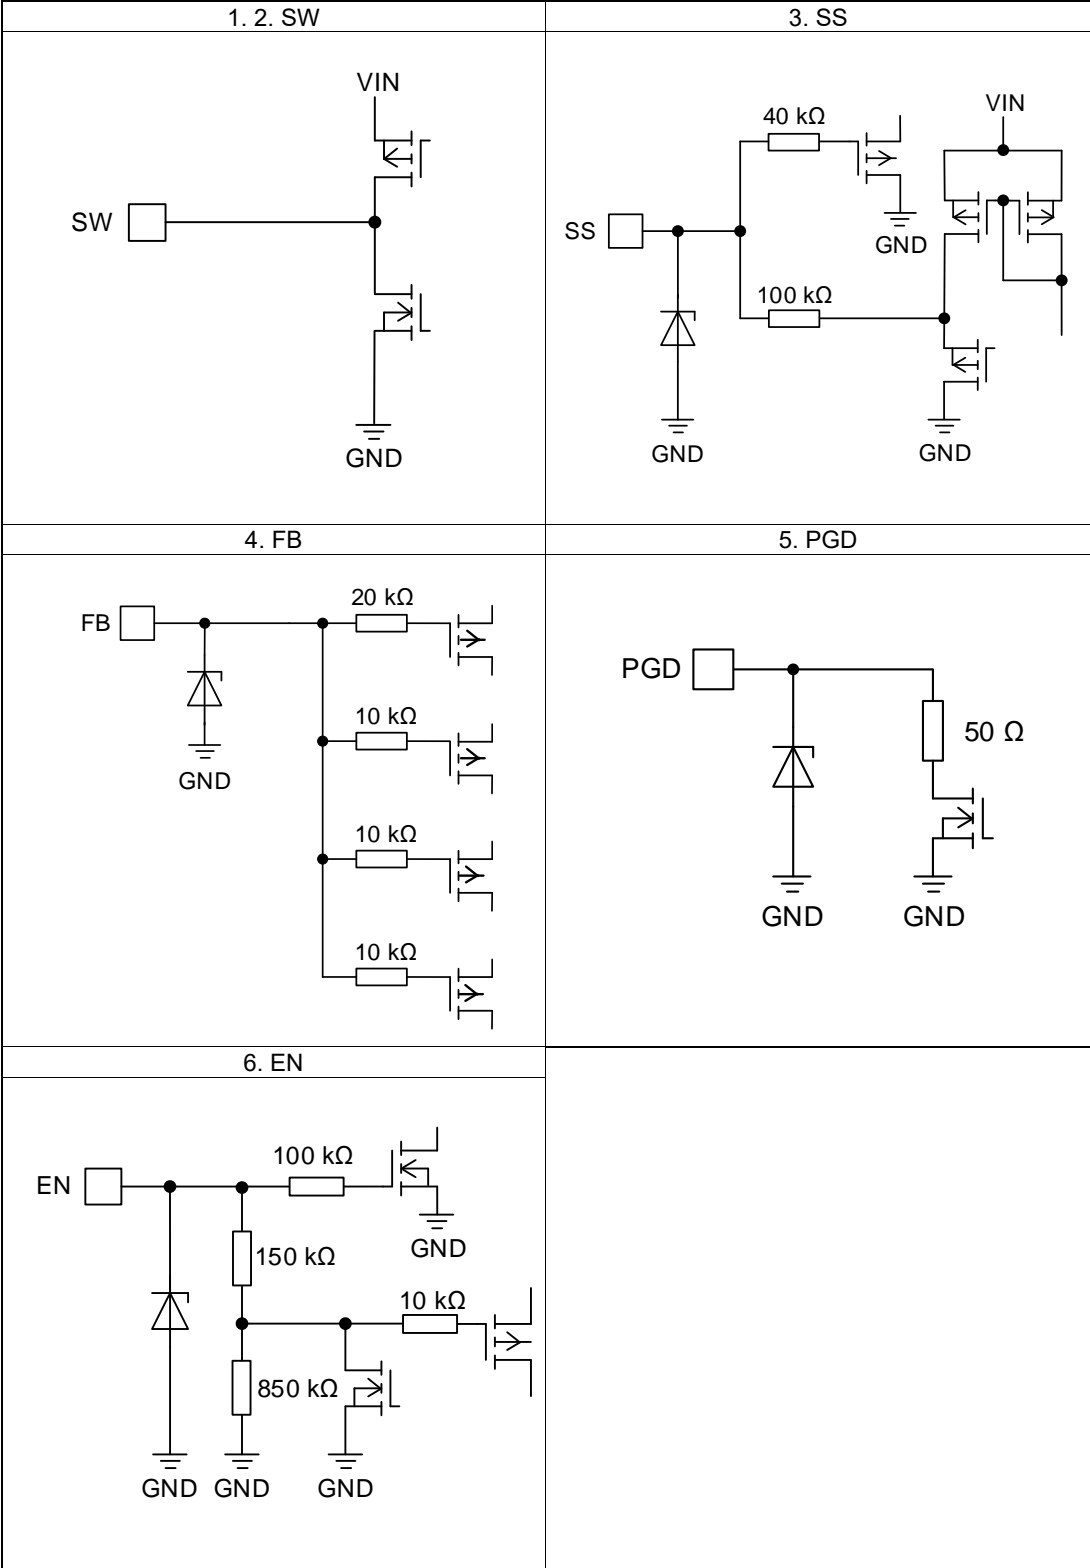 1. 2. SW
VIN
SW
GND
3. SS
40 kΩ
VIN
SS
GND
100 kΩ
GND
GND
4. FB
20 kΩ
FB
10 kΩ
GND
10 kΩ
10 kΩ
5. PGD
PGD
50 Ω
GND GND
6. EN
100 kΩ
EN
GND
150 kΩ
10 kΩ
850 kΩ
GND GND GND